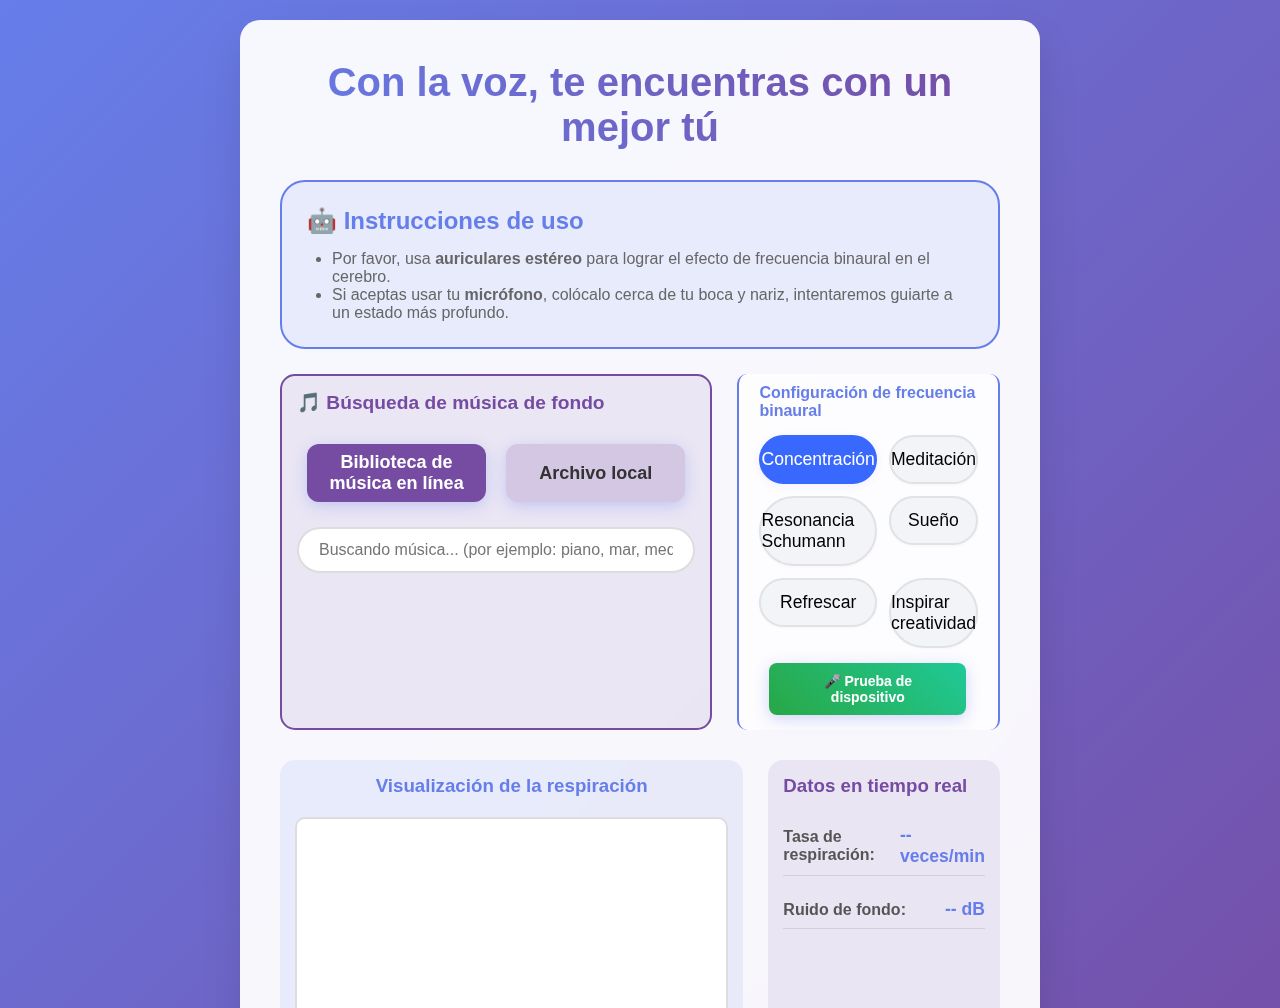 Con la voz, te encuentras con un
mejor tú
🤖 Instrucciones de uso
Por favor, usa auriculares estéreo para lograr el efecto de frecuencia binaural en el
cerebro.
Si aceptas usar tu micrófono, colócalo cerca de tu boca y nariz, intentaremos guiarte a
un estado más profundo.
🎵 Búsqueda de música de fondo
Biblioteca de
música en línea
Archivo local
Buscando música... (por ejemplo: piano, mar, med
Configuración de frecuencia
binaural
Concentración
Meditación
Resonancia
Schumann
Sueño
Refrescar
Inspirar
creatividad
🎤 Prueba de
dispositivo
Visualización de la respiración
Datos en tiempo real
Tasa de
respiración:
--
veces/min
Ruido de fondo:
-- dB